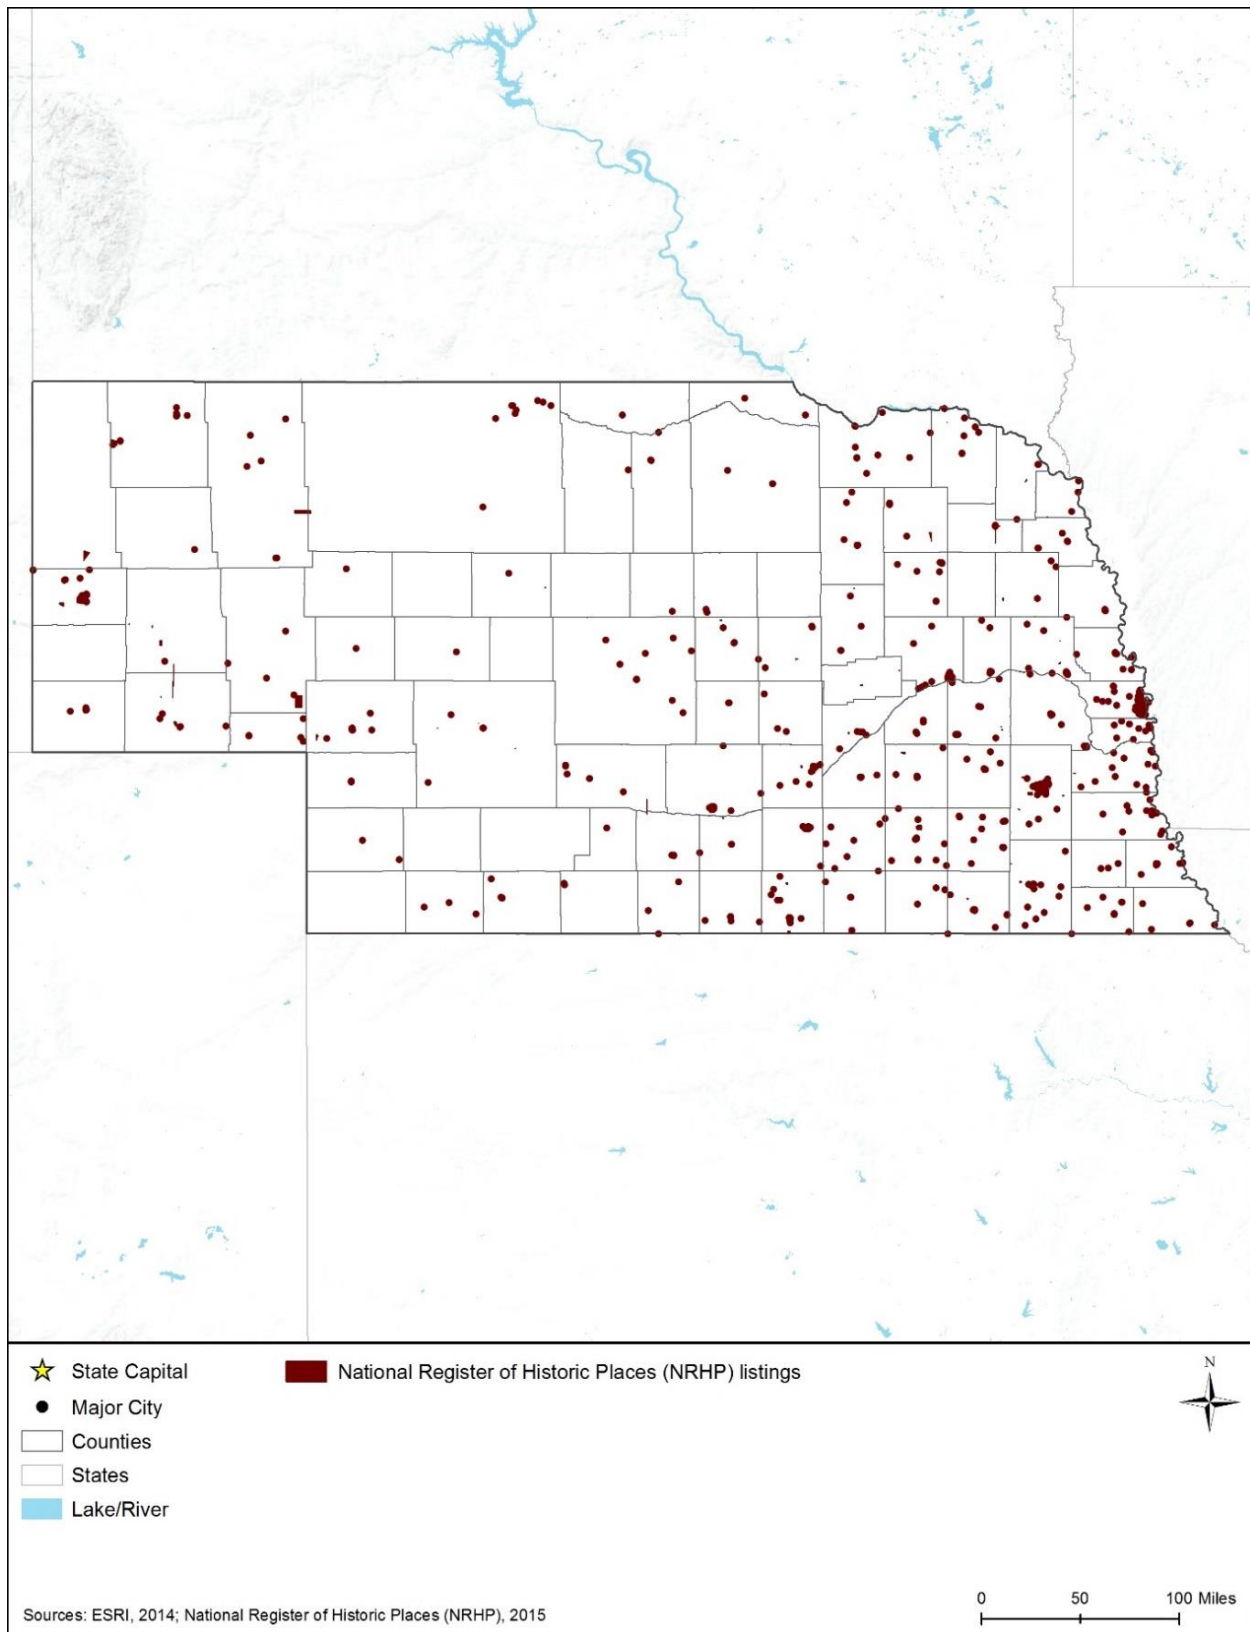 State Capital
National Register of Historic Places (NRHP) listings
N
Major City
Counties
States
Lake/River
Sources: ESRI, 2014; National Register of Historic Places (NRHP), 2015
0 50 100 Miles